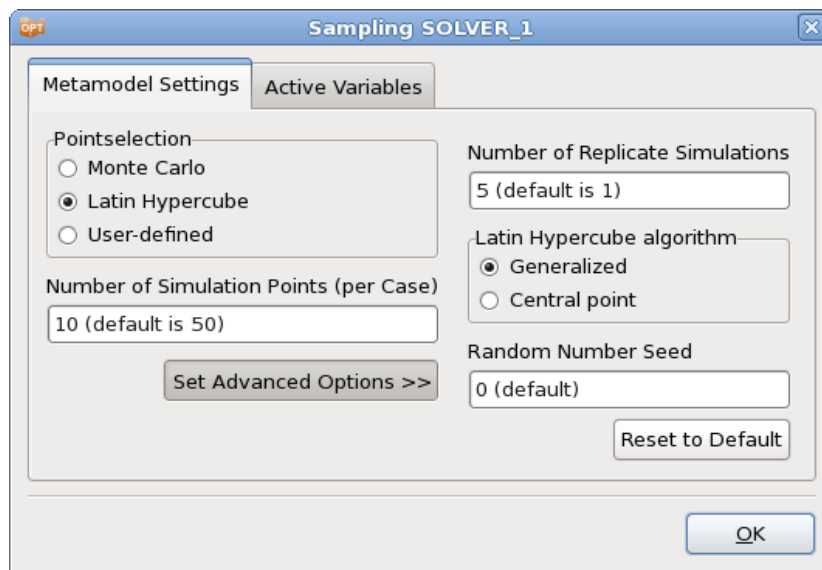 OPT
Sampling SOLVER_1
Metamodel Settings
Active Variables
Pointselection
Monte Carlo
Latin Hypercube
User-defined
Number of Simulation Points (per Case)
10 (default is 50)
Set Advanced Options >>
Number of Replicate Simulations
5 (default is 1)
Latin Hypercube algorithm
Generalized
Central point
Random Number Seed
0 (default)
Reset to Default
OK